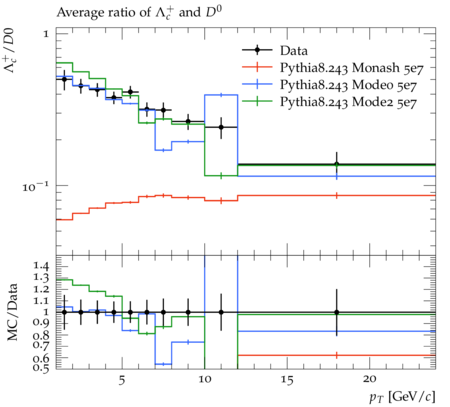 Average ratio of Λc+ and D0
Λc+/D0
1
Data
Pythia8.243 Monash 5e7
Pythia8.243 Mode0 5e7
Pythia8.243 Mode2 5e7
10−1
MC/Data
1.4
1.3
1.2
1.1
1
0.9
0.8
0.7
0.6
0.5
5
10
15
20
pT [GeV/c]